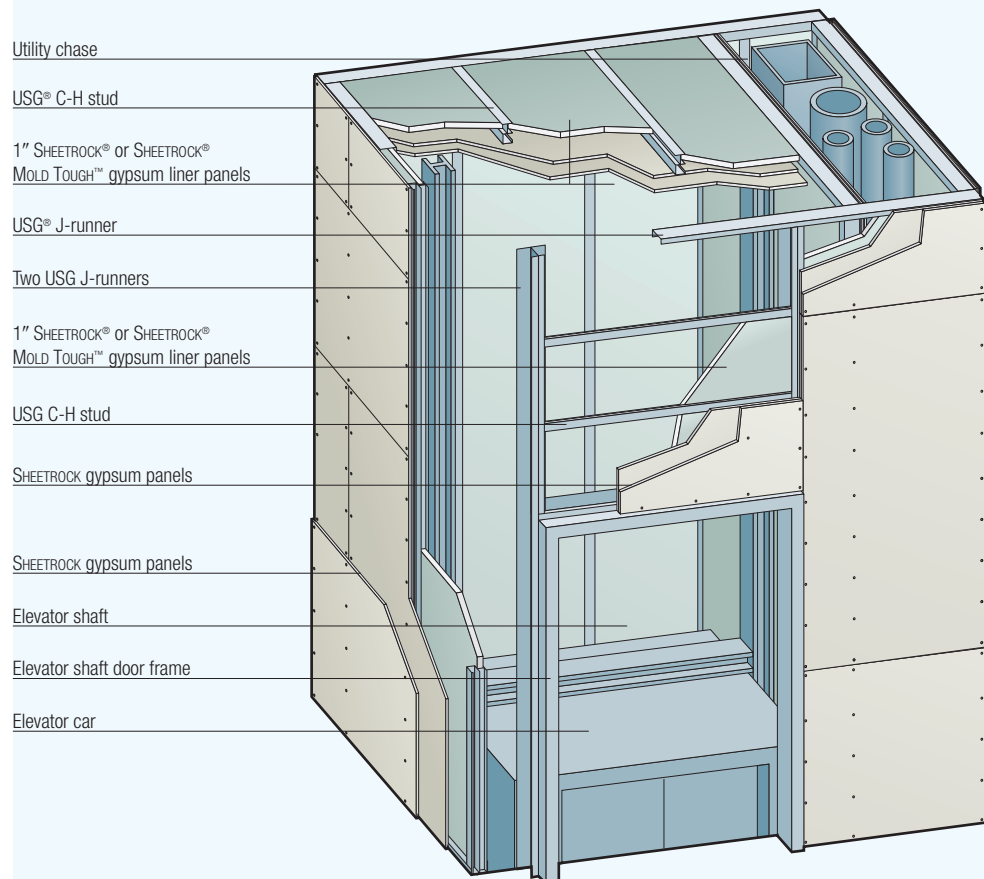 Utility chase
USG® C-H stud
1″ SHEETROCK® or SHEETROCK®
MOLD TOUGH™ gypsum liner panels
USG® J-runner
Two USG J-runners
1″ SHEETROCK® or SHEETROCK®
MOLD TOUGH™ gypsum liner panels
USG C-H stud
SHEETROCK gypsum panels
SHEETROCK gypsum panels
Elevator shaft
Elevator shaft door frame
Elevator car